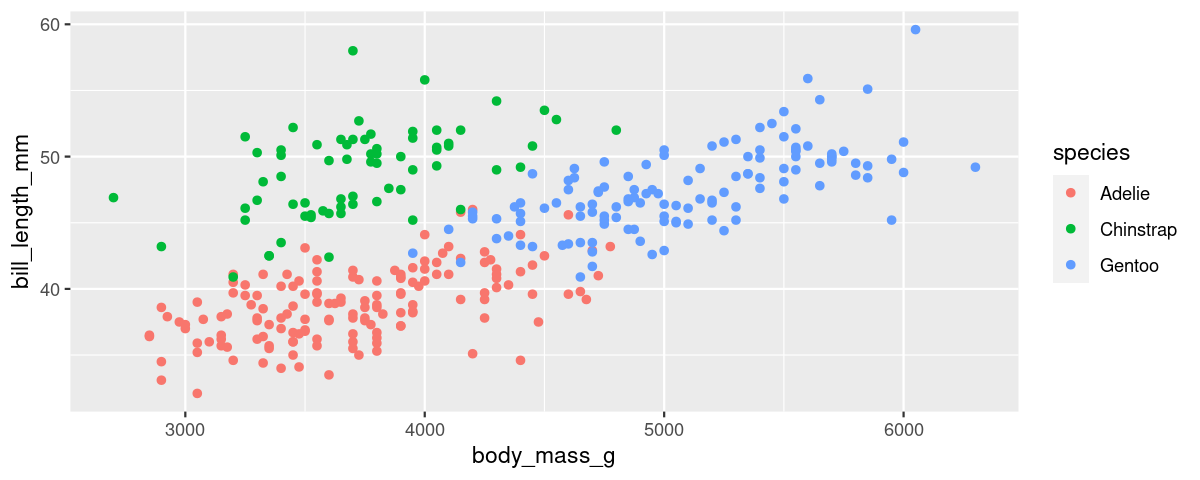 60
50
40
bill_length_mm
3000 4000 5000 6000
body_mass_g
species
Adelie
Chinstrap
Gentoo